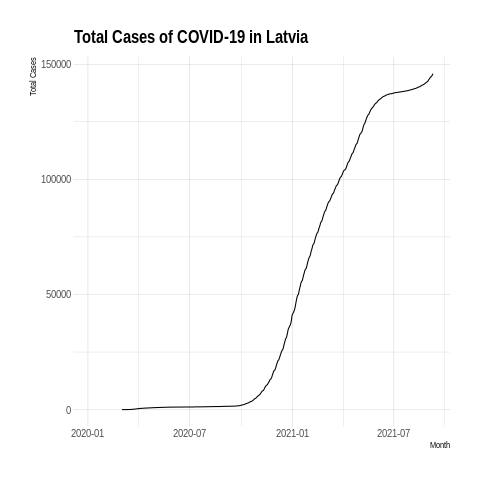 Total Cases of COVID-19 in Latvia
Total Cases
150000
100000
50000
0
2020-01 2020-07 2021-01 2021-07
Month